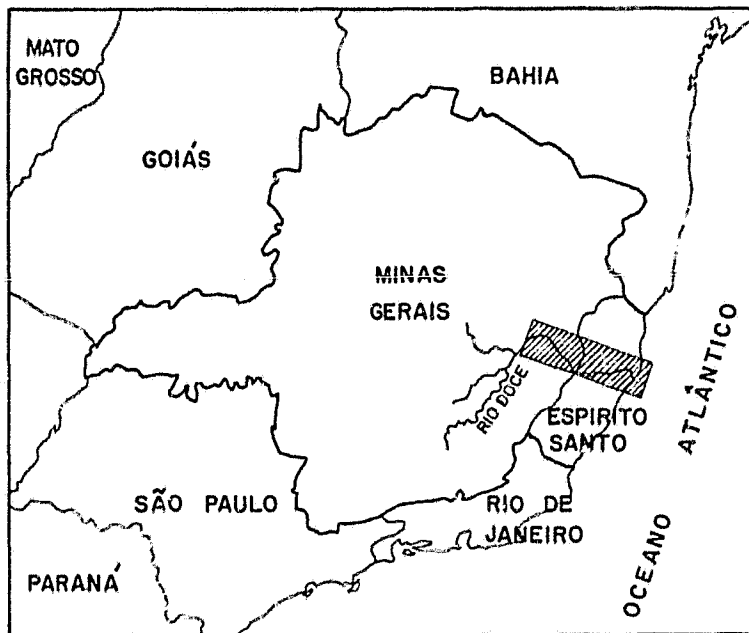 MATO
GROSSO
BAHIA
GOIÁS
MINAS
GERAIS
RIO DOCE
ESPIRITO
SANTO
ATLÂNTICO
SÃO PAULO
RIO DE
JANEIRO
PARANÁ
OCEANO